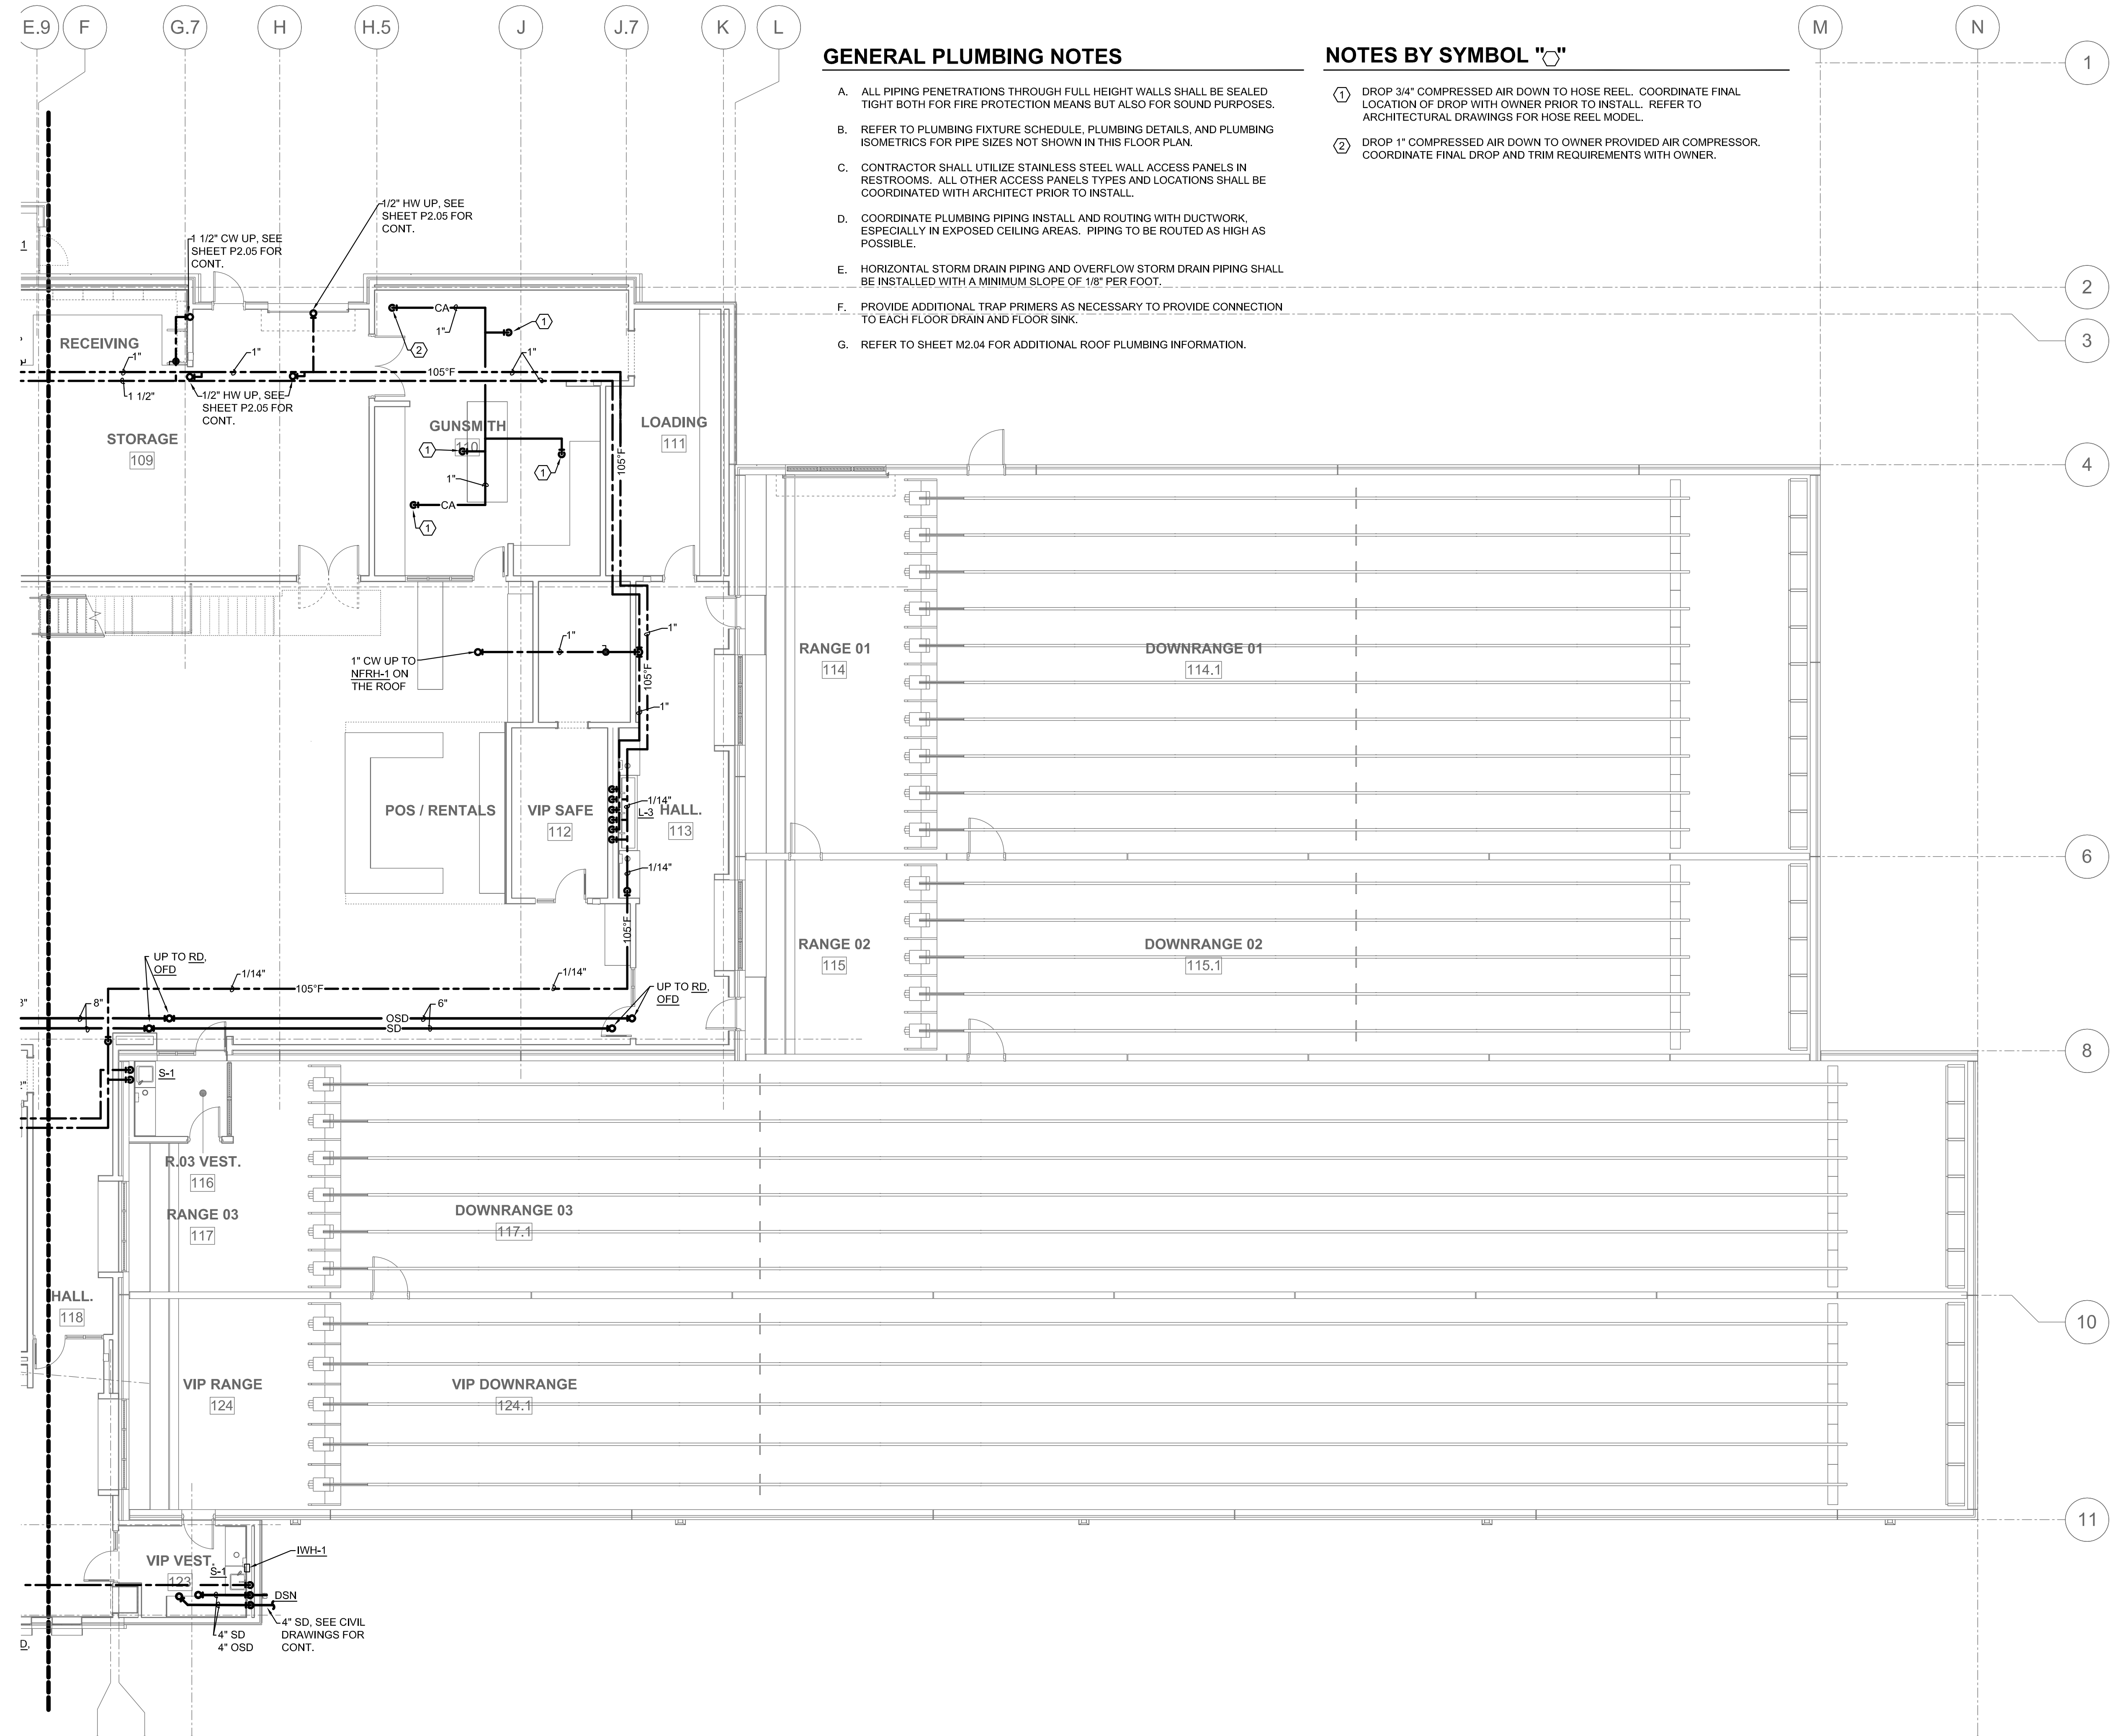 E.9
F
G.7
H
H.5
J
J.7
K
L
M
N
1
2
3
4
6
8
10
11
GENERAL PLUMBING NOTES
A. ALL PIPING PENETRATIONS THROUGH FULL HEIGHT WALLS SHALL BE SEALED
TIGHT BOTH FOR FIRE PROTECTION MEANS BUT ALSO FOR SOUND PURPOSES.
B. REFER TO PLUMBING FIXTURE SCHEDULE, PLUMBING DETAILS, AND PLUMBING
ISOMETRICS FOR PIPE SIZES NOT SHOWN IN THIS FLOOR PLAN.
C. CONTRACTOR SHALL UTILIZE STAINLESS STEEL WALL ACCESS PANELS IN
RESTROOMS. ALL OTHER ACCESS PANELS TYPES AND LOCATIONS SHALL BE
COORDINATED WITH ARCHITECT PRIOR TO INSTALL.
D. COORDINATE PLUMBING PIPING INSTALL AND ROUTING WITH DUCTWORK,
ESPECIALLY IN EXPOSED CEILING AREAS. PIPING TO BE ROUTED AS HIGH AS
POSSIBLE.
E. HORIZONTAL STORM DRAIN PIPING AND OVERFLOW STORM DRAIN PIPING SHALL
BE INSTALLED WITH A MINIMUM SLOPE OF 1/8" PER FOOT.
F. PROVIDE ADDITIONAL TRAP PRIMERS AS NECESSARY TO PROVIDE CONNECTION
TO EACH FLOOR DRAIN AND FLOOR SINK.
G. REFER TO SHEET M2.04 FOR ADDITIONAL ROOF PLUMBING INFORMATION.
NOTES BY SYMBOL " "
1 DROP 3/4" COMPRESSED AIR DOWN TO HOSE REEL. COORDINATE FINAL
LOCATION OF DROP WITH OWNER PRIOR TO INSTALL. REFER TO
ARCHITECTURAL DRAWINGS FOR HOSE REEL MODEL.
2 DROP 1" COMPRESSED AIR DOWN TO OWNER PROVIDED AIR COMPRESSOR.
COORDINATE FINAL DROP AND TRIM REQUIREMENTS WITH OWNER.
1/2" HW UP, SEE
SHEET P2.05 FOR
CONT.
1 1/2" CW UP, SEE
SHEET P2.05 FOR
CONT.
1
CA
1"
1
2
RECEIVING
1"
1"
105°F
1"
1 1/2"
1/2" HW UP, SEE
SHEET P2.05 FOR
CONT.
STORAGE
109
GUNSMITH
110
1
1
1"
CA
1
LOADING
111
105°F
1" CW UP TO
NFRH-1 ON
THE ROOF
1"
1"
105°F
1"
RANGE 01
114
DOWNRANGE 01
114.1
POS / RENTALS
VIP SAFE
112
1/14"
L-3
HALL.
113
1/14"
105°F
RANGE 02
115
DOWNRANGE 02
115.1
UP TO RD,
OFD
1/14"
105°F
1/14"
UP TO RD,
OFD
8"
OSD
6"
SD
S-1
R.03 VEST.
116
RANGE 03
117
DOWNRANGE 03
117.1
HALL.
118
VIP RANGE
124
VIP DOWNRANGE
124.1
IWH-1
VIP VEST.
123
S-1
DSN
4" SD
4" OSD
4" SD, SEE CIVIL
DRAWINGS FOR
CONT.
D,